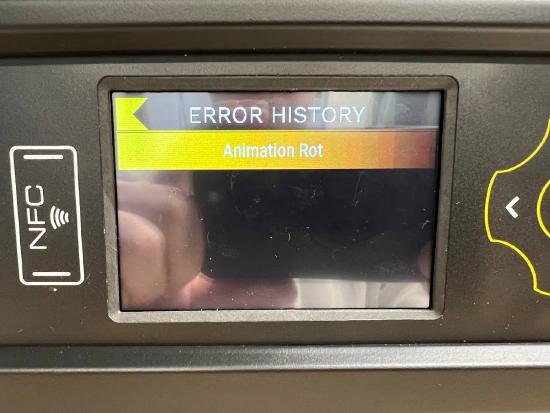 ERROR HISTORY
Animation Rot
NFC